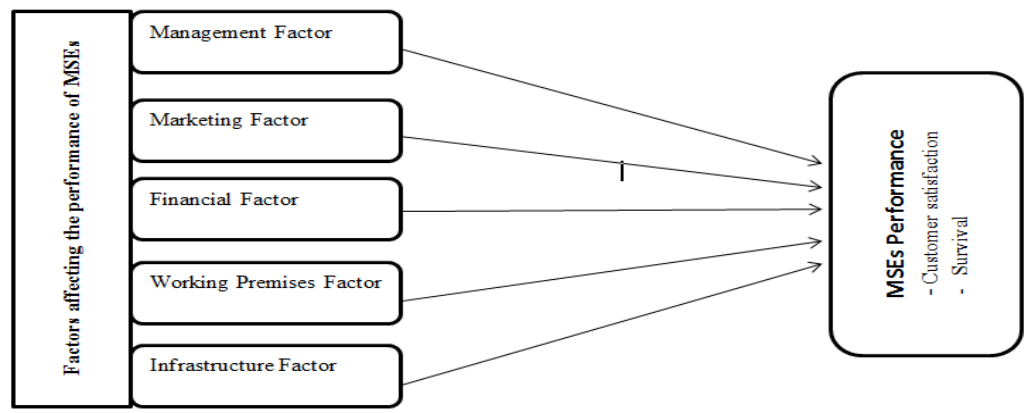 Factors affecting the performance of MSEs
Management Factor
Marketing Factor
Financial Factor
Working Premises Factor
Infrastructure Factor
MSEs Performance
- Customer satisfaction
- Survival